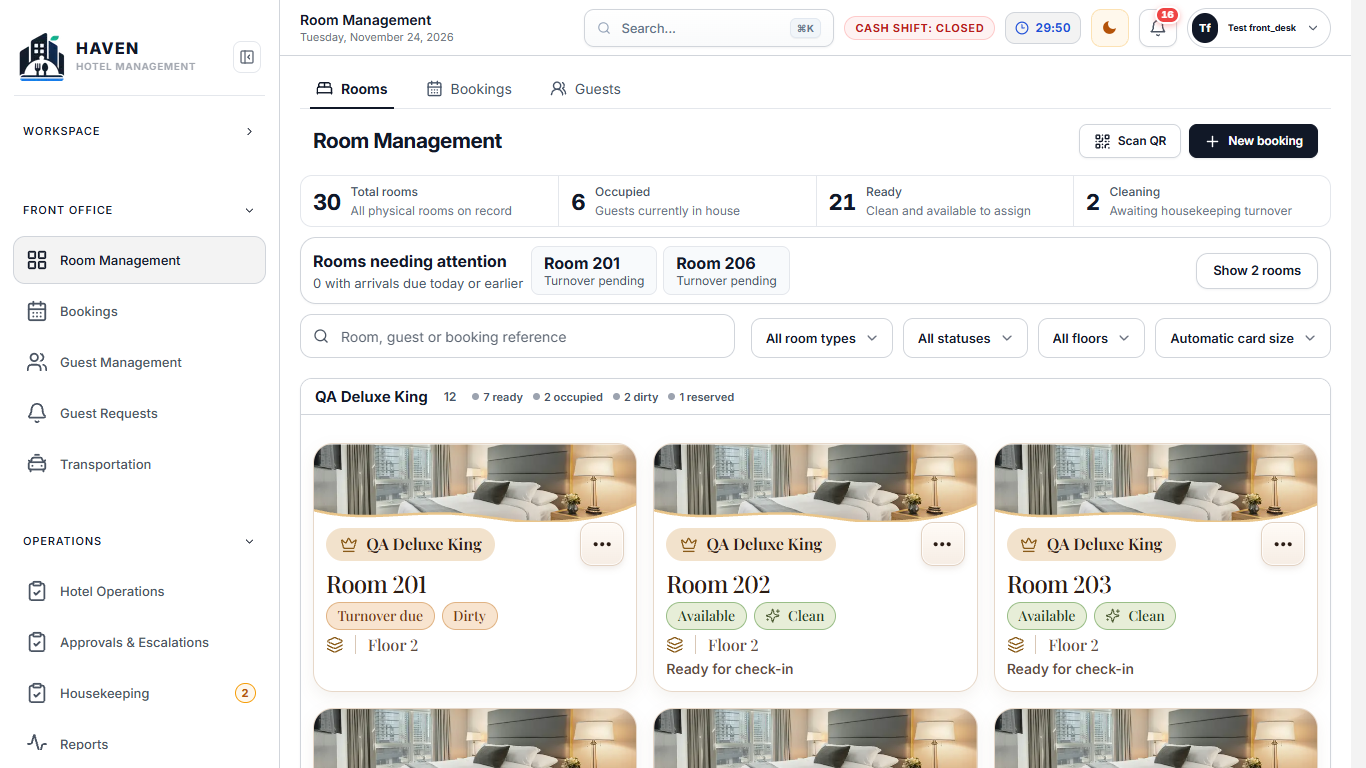 HAVEN
HOTEL MANAGEMENT
WORKSPACE
FRONT OFFICE
Room Management
Bookings
Guest Management
Guest Requests
Transportation
OPERATIONS
Hotel Operations
Approvals & Escalations
Housekeeping 2
Reports
Room Management
Tuesday, November 24, 2026
Search... ⌘K
CASH SHIFT: CLOSED
29:50
16
Tf Test front_desk
Rooms Bookings Guests
Room Management
Scan QR
New booking
30 Total rooms
All physical rooms on record
6 Occupied
Guests currently in house
21 Ready
Clean and available to assign
2 Cleaning
Awaiting housekeeping turnover
Rooms needing attention
0 with arrivals due today or earlier
Room 201
Turnover pending
Room 206
Turnover pending
Show 2 rooms
Room, guest or booking reference
All room types
All statuses
All floors
Automatic card size
QA Deluxe King 12 7 ready 2 occupied 2 dirty 1 reserved
QA Deluxe King
Room 201
Turnover due Dirty
Floor 2
QA Deluxe King
Room 202
Available Clean
Floor 2
Ready for check-in
QA Deluxe King
Room 203
Available Clean
Floor 2
Ready for check-in